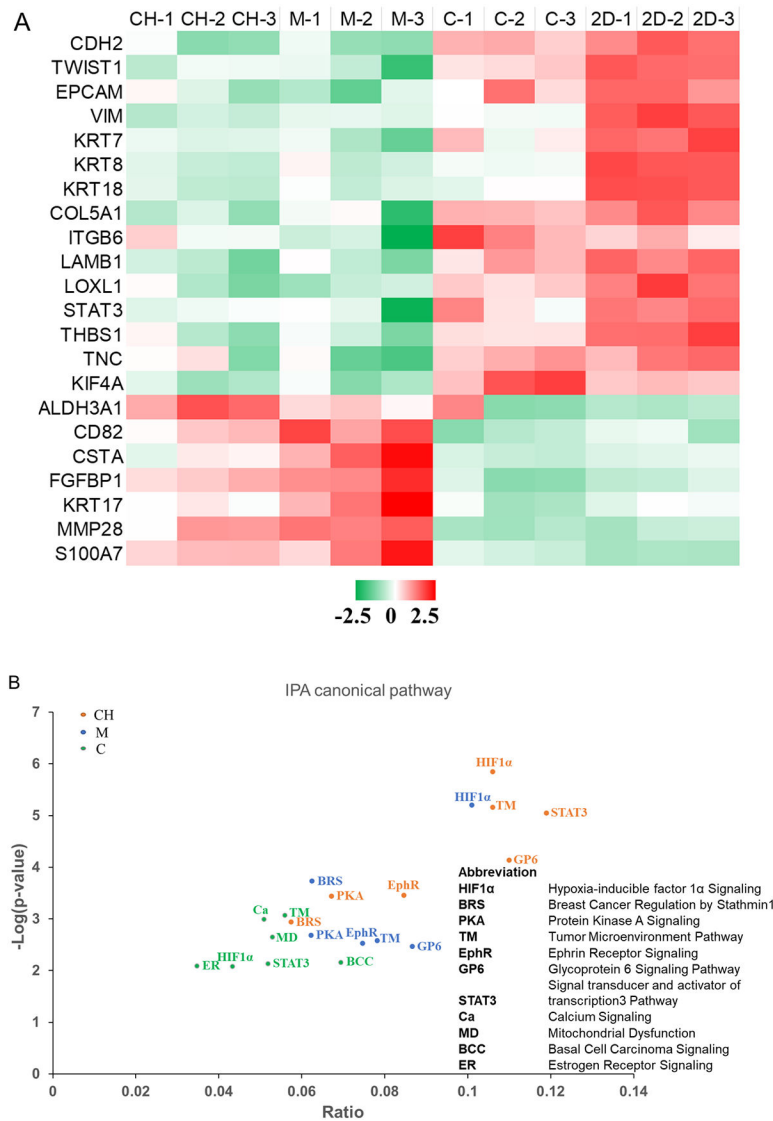 A
CH-1 CH-2 CH-3 M-1 M-2 M-3 C-1 C-2 C-3 2D-1 2D-2 2D-3
CDH2
TWIST1
EPCAM
VIM
KRT7
KRT8
KRT18
COL5A1
ITGB6
LAMB1
LOXL1
STAT3
THBS1
TNC
KIF4A
ALDH3A1
CD82
CSTA
FGFBP1
KRT17
MMP28
S100A7
-2.5 0 2.5
B
IPA canonical pathway
CH
M
C
7
6
5
4
3
2
1
0
-Log(p-value)
HIF1α
HIF1α
TM
STAT3
GP6
BRS
PKA
EphR
Ca
TM
BRS
MD
PKA
EphR
TM
GP6
ER
HIF1α
STAT3
BCC
Abbreviation
HIF1α Hypoxia-inducible factor 1α Signaling
BRS Breast Cancer Regulation by Stathmin1
PKA Protein Kinase A Signaling
TM Tumor Microenvironment Pathway
EphR Ephrin Receptor Signaling
GP6 Glycoprotein 6 Signaling Pathway
Signal transducer and activator of
STAT3 transcription3 Pathway
Ca Calcium Signaling
MD Mitochondrial Dysfunction
BCC Basal Cell Carcinoma Signaling
ER Estrogen Receptor Signaling
0 0.02 0.04 0.06 0.08 0.1 0.12 0.14
Ratio